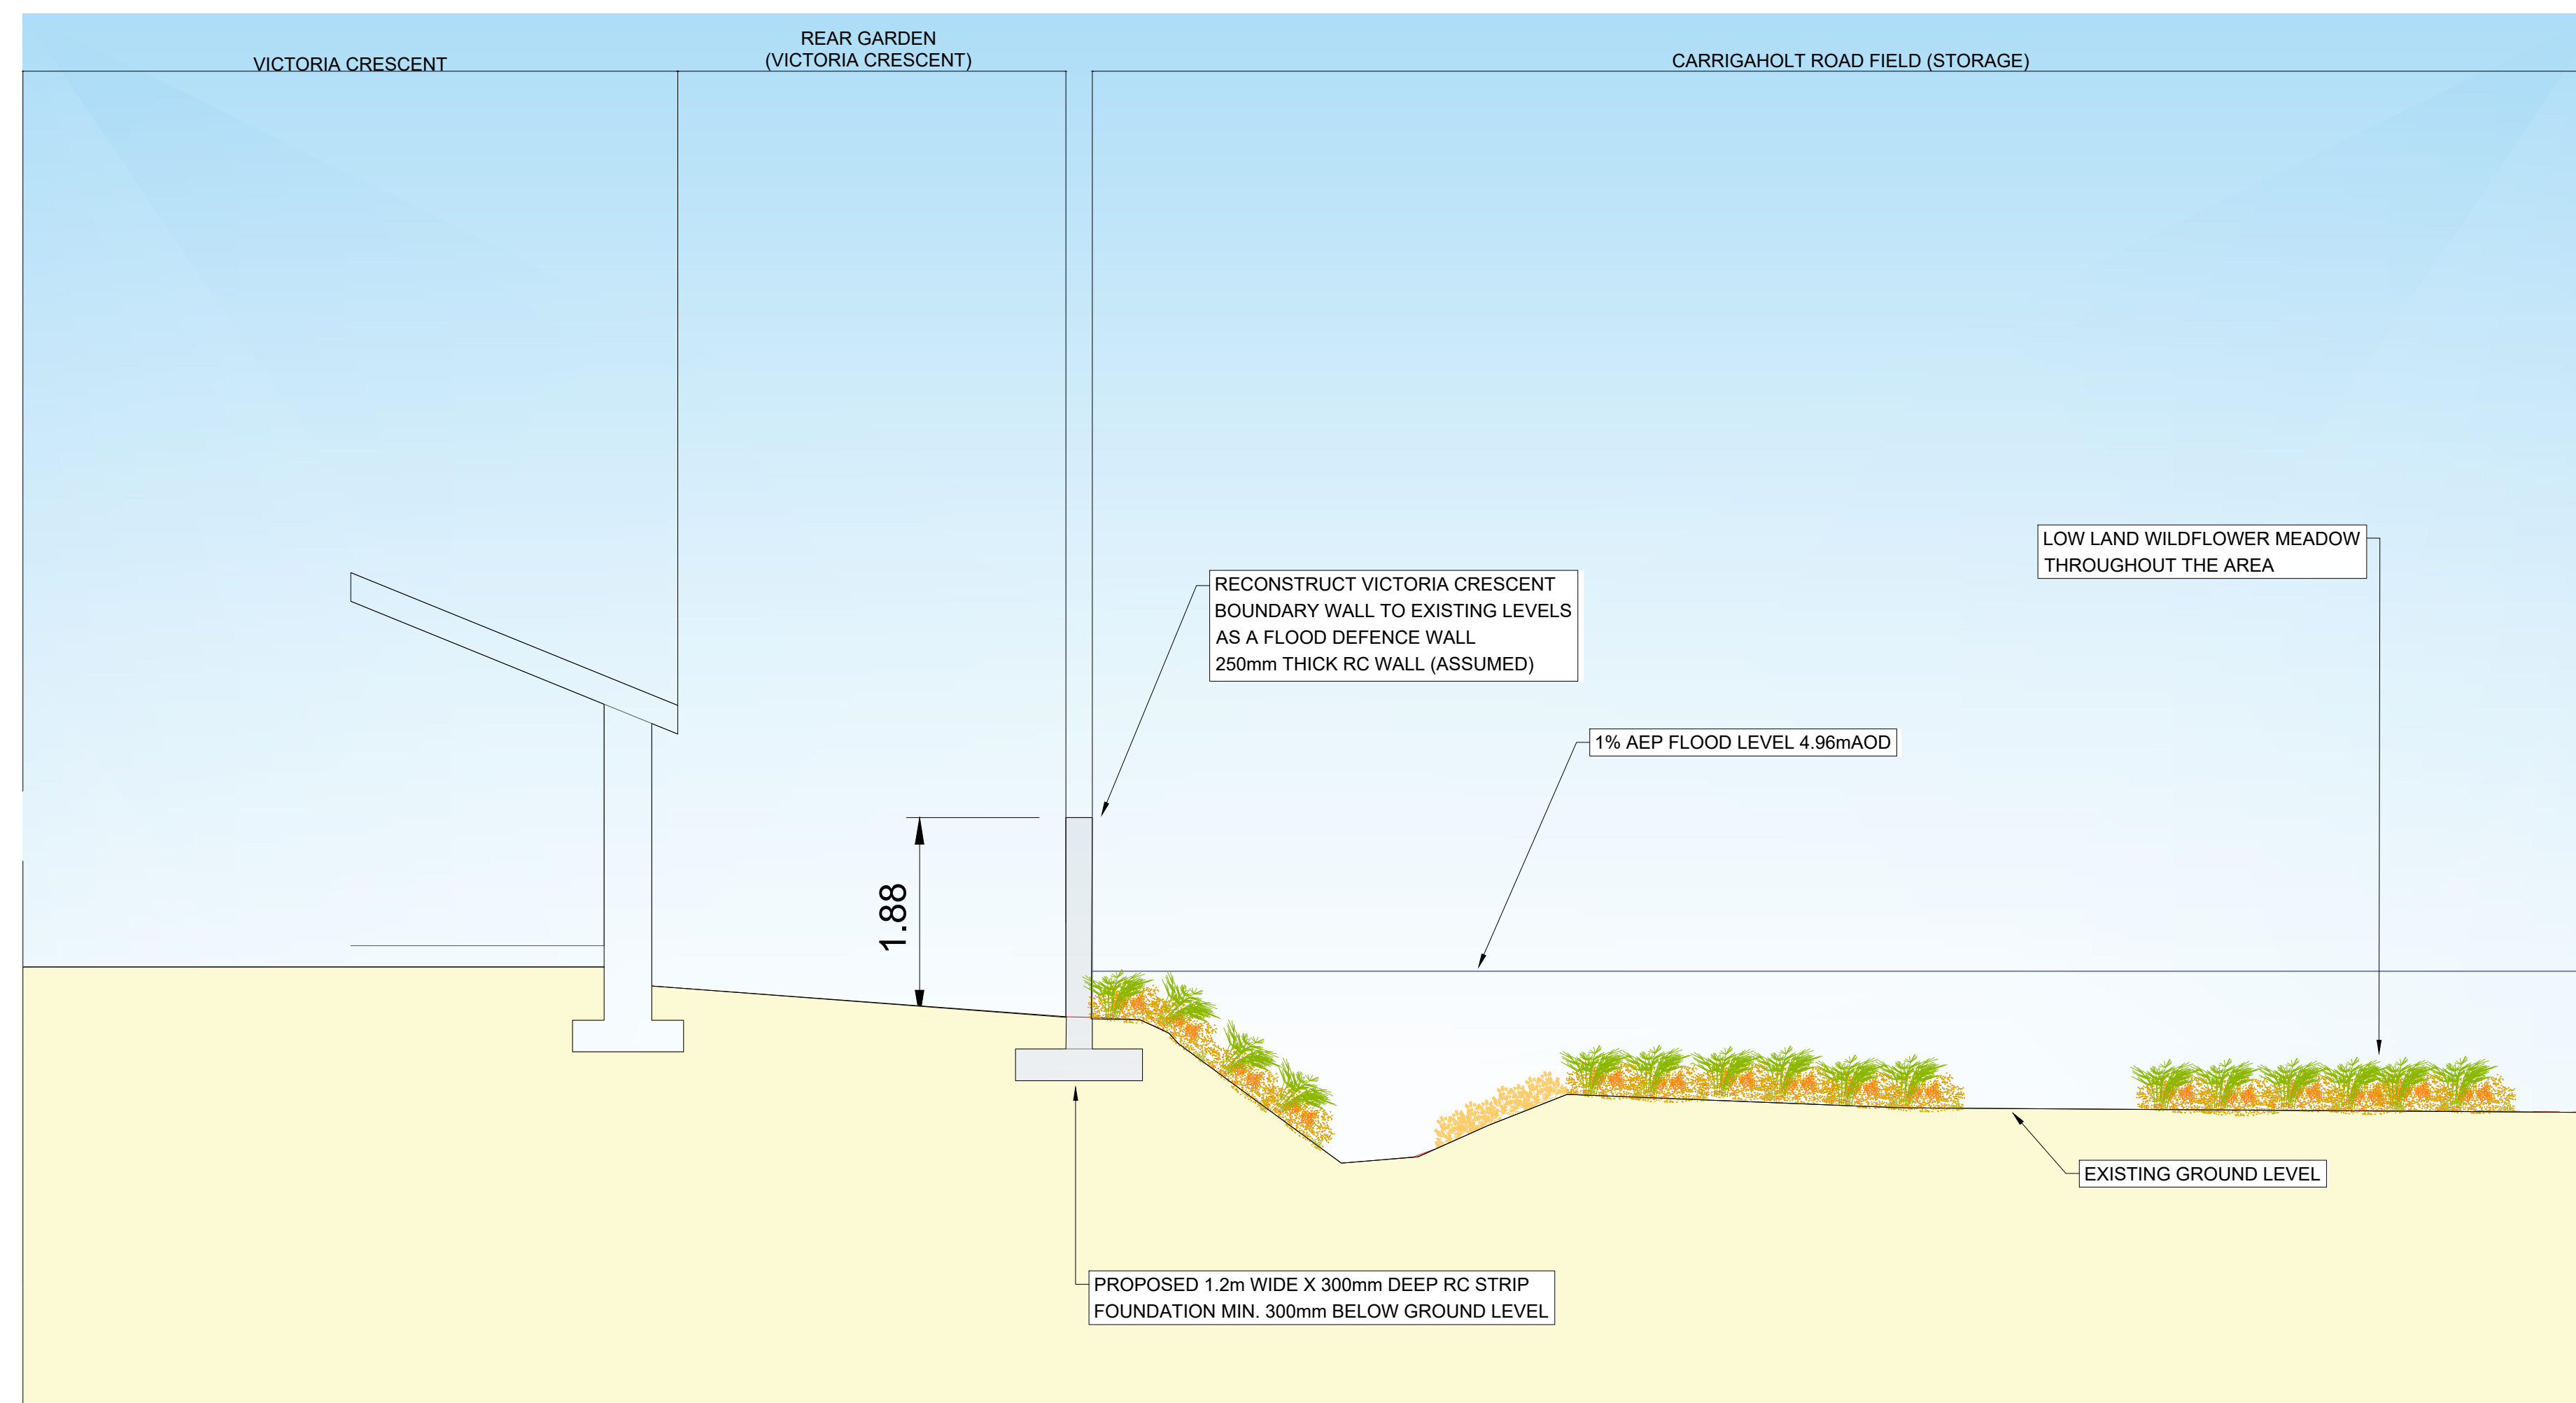 VICTORIA CRESCENT
REAR GARDEN
(VICTORIA CRESCENT)
CARRIGAHOLT ROAD FIELD (STORAGE)
LOW LAND WILDFLOWER MEADOW
THROUGHOUT THE AREA
RECONSTRUCT VICTORIA CRESCENT
BOUNDARY WALL TO EXISTING LEVELS
AS A FLOOD DEFENCE WALL
250mm THICK RC WALL (ASSUMED)
1% AEP FLOOD LEVEL 4.96mAOD
1.88
EXISTING GROUND LEVEL
PROPOSED 1.2m WIDE X 300mm DEEP RC STRIP
FOUNDATION MIN. 300mm BELOW GROUND LEVEL